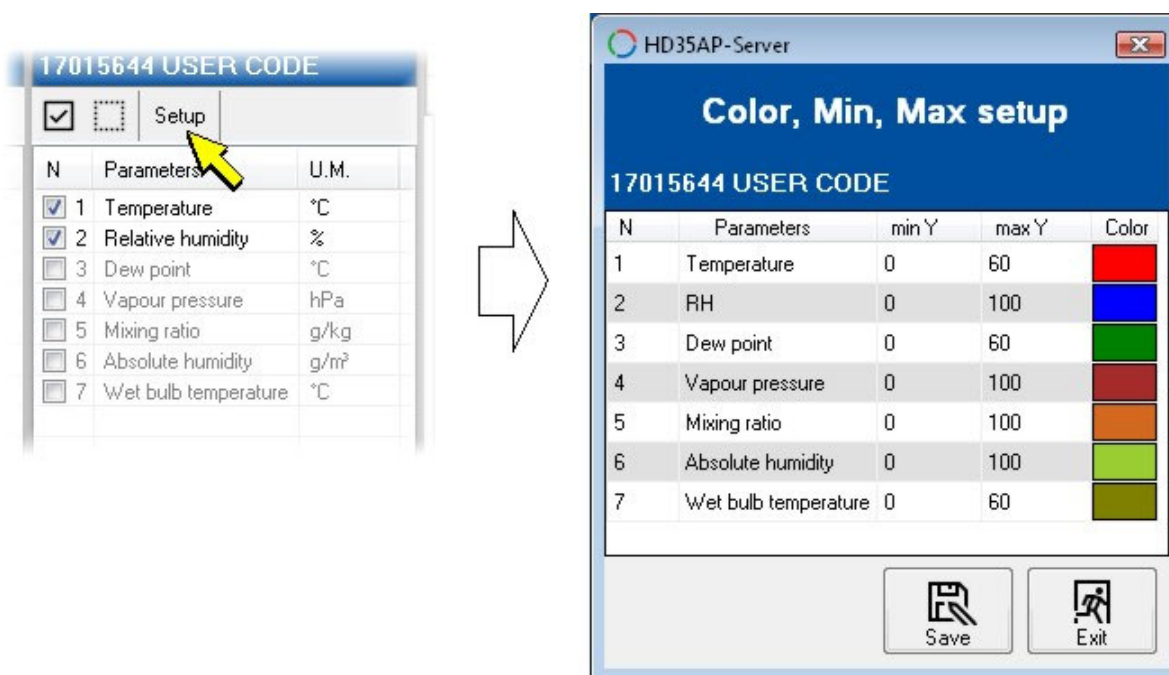 17015644 USER CODE
Setup
N Parameters U.M.
1 Temperature °C
2 Relative humidity %
3 Dew point °C
4 Vapour pressure hPa
5 Mixing ratio g/kg
6 Absolute humidity g/m³
7 Wet bulb temperature °C
HD35AP-Server
Color, Min, Max setup
17015644 USER CODE
N Parameters min Y max Y Color
1 Temperature 0 60
2 RH 0 100
3 Dew point 0 60
4 Vapour pressure 0 100
5 Mixing ratio 0 100
6 Absolute humidity 0 100
7 Wet bulb temperature 0 60
Save Exit